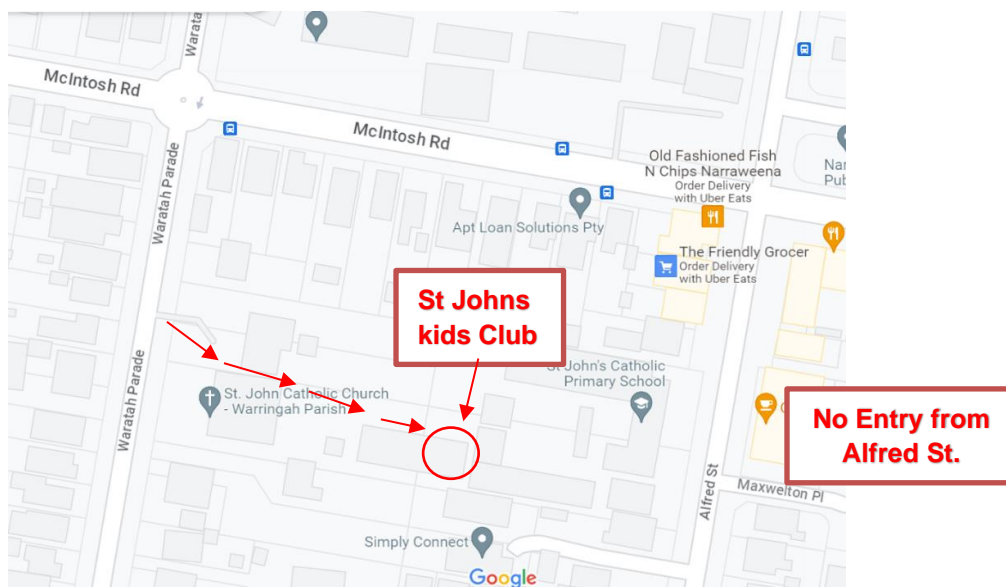 Warata
McIntosh Rd
McIntosh Rd
Old Fashioned Fish
N Chips Narraweena
Order Delivery
with Uber Eats
Nar
Pub
Waratah Parade
Apt Loan Solutions Pty
The Friendly Grocer
Order Delivery
with Uber Eats
St Johns
kids Club
St John's Catholic
Primary School
Waratah Parade
St. John Catholic Church
- Warringah Parish
No Entry from
Alfred St.
Alfred St
Maxwelton Pl
Simply Connect
Google